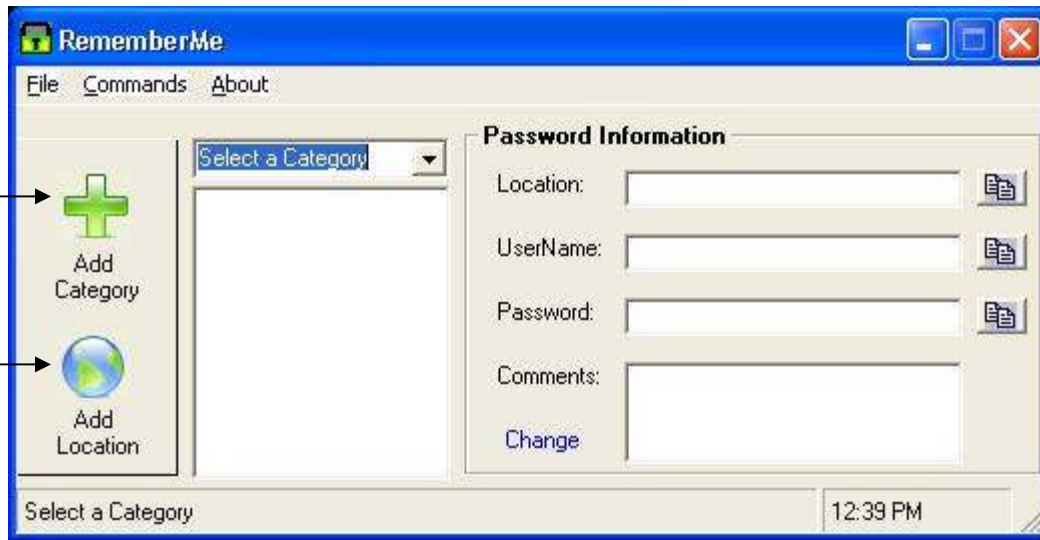 RememberMe
File Commands About
Add
Category
Add
Location
Select a Category
Password Information
Location:
UserName:
Password:
Comments:
Change
Select a Category
12:39 PM